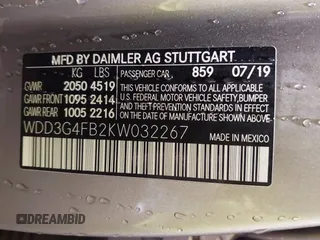 MFD BY DAIMLER AG STUTTGART
KG LBS 859 07/19
GVWR 2050 4519 THIS VEHICLE CONFORMS TO ALL APPLICABLE
GAWR FRONT 1095 2414 U.S. FEDERAL MOTOR VEHICLE SAFETY,
GAWR REAR 1005 2216 BUMPER, AND THEFT PREVENTION STANDARDS
IN EFFECT ON THE DATE OF MANUFACTURE
SHOWN ABOVE.
WDD3G4FB2KW032267
PASSENGER CAR
MADE IN MEXICO
DREAMBID